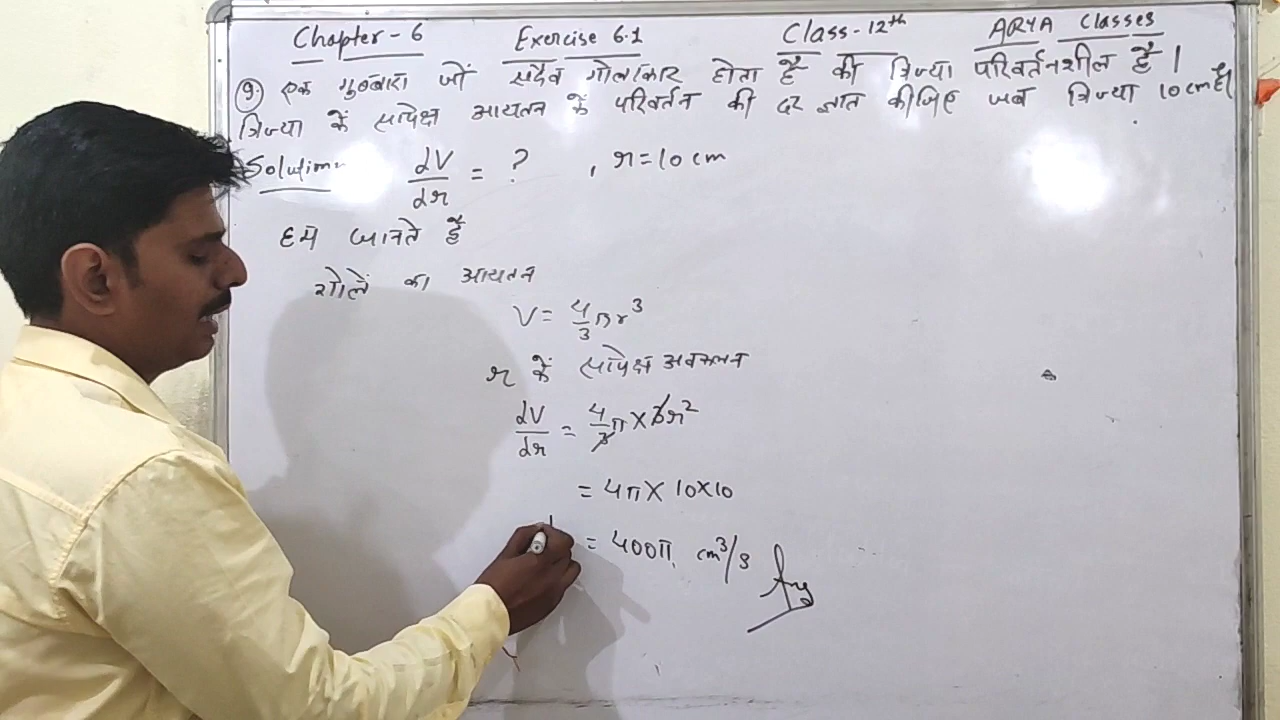 Chapter - 6 Exercise 6.1 Class - 12th ARYA Classes
9. एक गुब्बारा जों सदैव गोलाकार होता है की त्रिज्या परिवर्तनशील है ।
त्रिज्या कें सापेक्ष आयतन के परिवर्तन की दर ज्ञात कीजिए जब त्रिज्या 10cm है।
Solution:- dV/dr = ? , r = 10 cm
हम जानते है
गोलें का आयतन
V = 4/3 πr³
r कें सापेक्ष अवकलन
dV/dr = 4/3 π × 3r²
= 4π × 10×10
= 400π cm³/s Ans